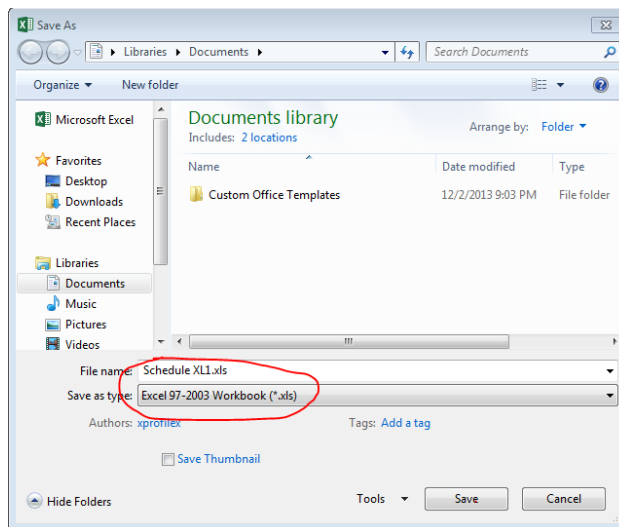 Save As
Libraries Documents
Search Documents
Organize New folder
Microsoft Excel
Favorites
Desktop
Downloads
Recent Places
Libraries
Documents
Music
Pictures
Videos
Documents library
Includes: 2 locations
Arrange by: Folder
Name Date modified Type
Custom Office Templates 12/2/2013 9:03 PM File folder
File name: Schedule XL1.xls
Save as type: Excel 97-2003 Workbook (*.xls)
Authors: xprofilex Tags: Add a tag
Save Thumbnail
Hide Folders Tools Save Cancel